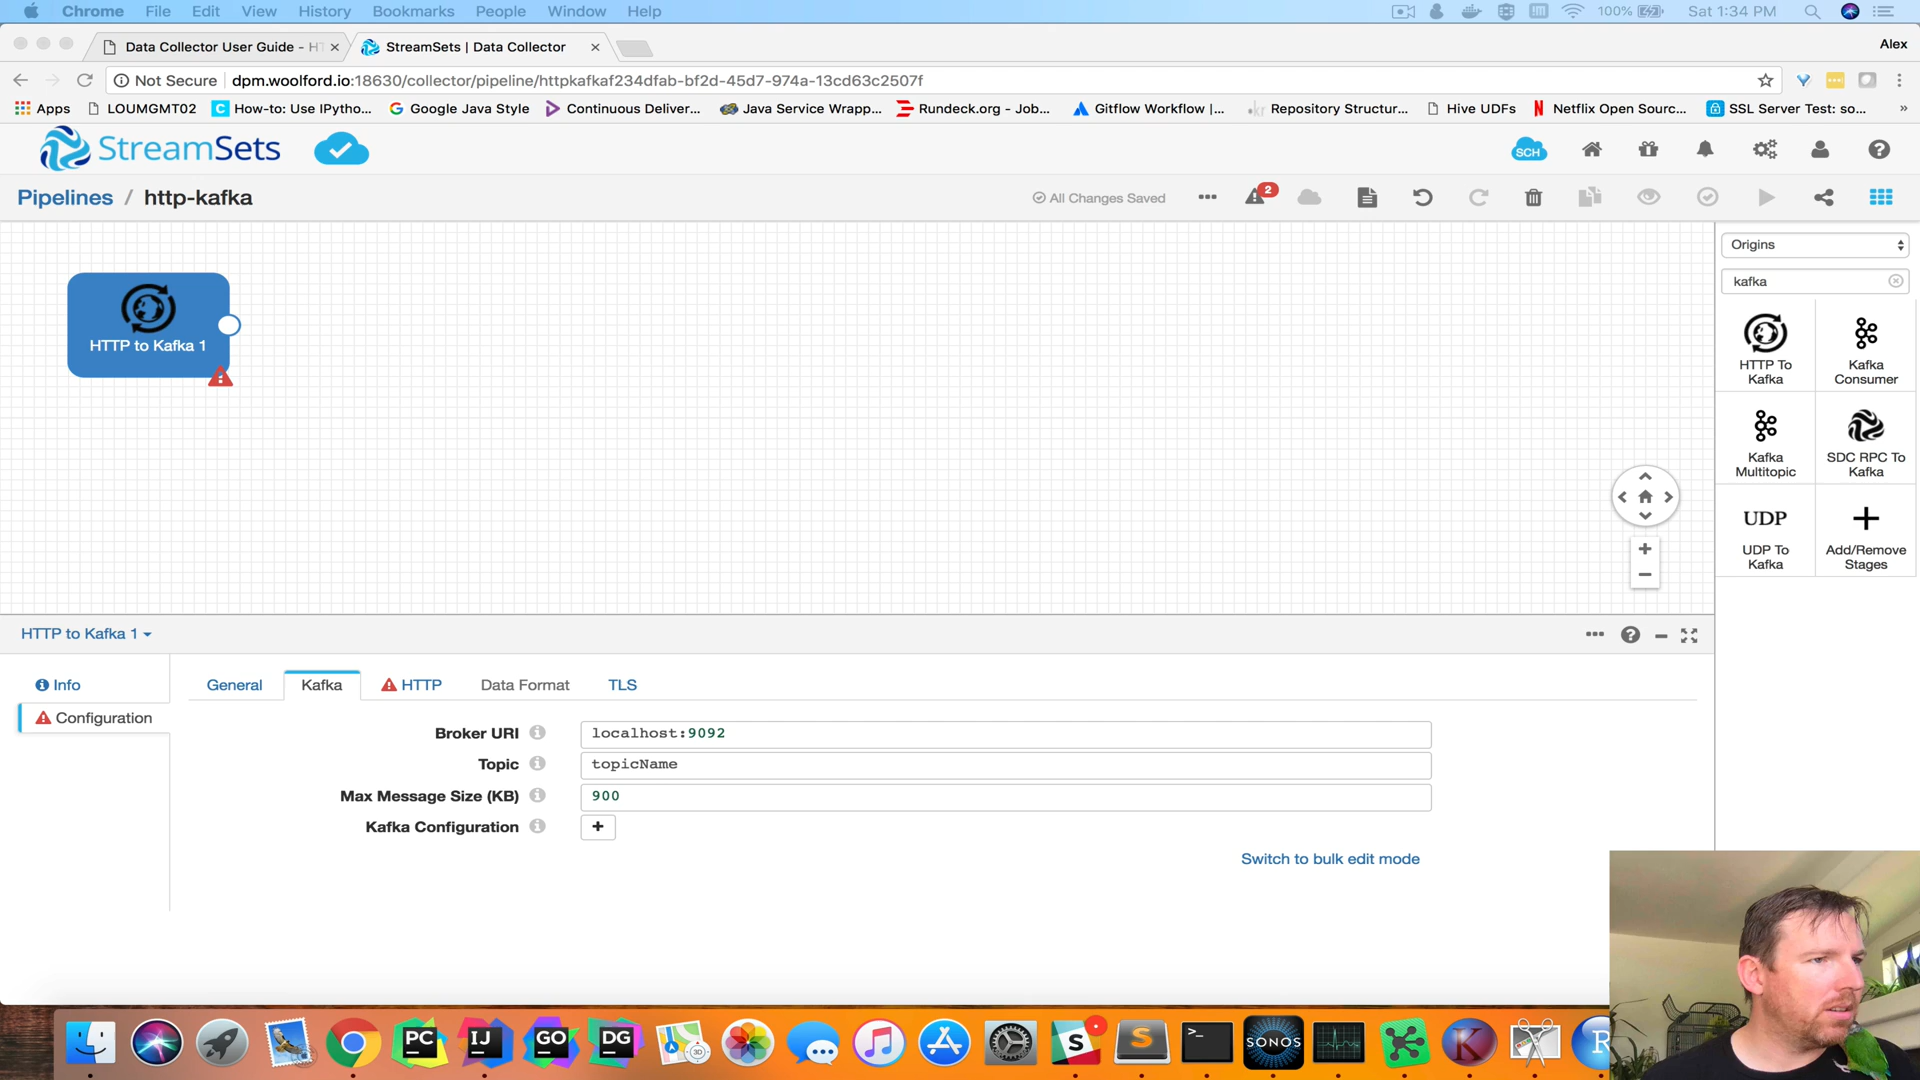 Chrome File Edit View History Bookmarks People Window Help 100% Sat 1:34 PM
Data Collector User Guide - HT StreamSets | Data Collector Alex
Not Secure dpm.woolford.io:18630/collector/pipeline/httpkafkaf234dfab-bf2d-45d7-974a-13cd63c2507f
Apps LOUMGMT02 How-to: Use IPytho... Google Java Style Continuous Deliver... Java Service Wrapp... Rundeck.org - Job... Gitflow Workflow |... Repository Structur... Hive UDFs Netflix Open Sourc... SSL Server Test: so... »
StreamSets SCH
Pipelines / http-kafka All Changes Saved 2
Origins
kafka
HTTP to Kafka 1
HTTP To Kafka
Kafka Consumer
Kafka Multitopic
SDC RPC To Kafka
UDP
UDP To Kafka
Add/Remove Stages
HTTP to Kafka 1
Info
Configuration
General Kafka HTTP Data Format TLS
Broker URI localhost:9092
Topic topicName
Max Message Size (KB) 900
Kafka Configuration +
Switch to bulk edit mode
PC IJ GO DG 3D S S >_ SONOS K R